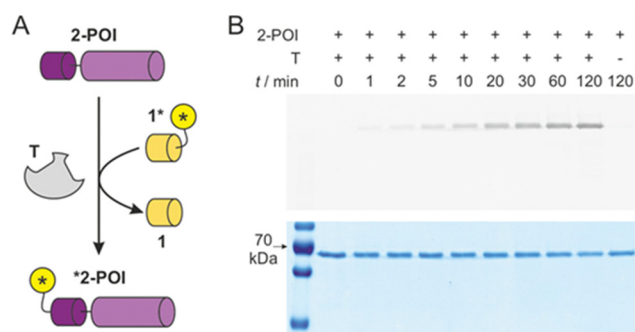 A
2-POI
1*
*
T
1
*
*2-POI
B
2-POI + + + + + + + + + +
T + + + + + + + + + -
t / min 0 1 2 5 10 20 30 60 120 120
70
kDa